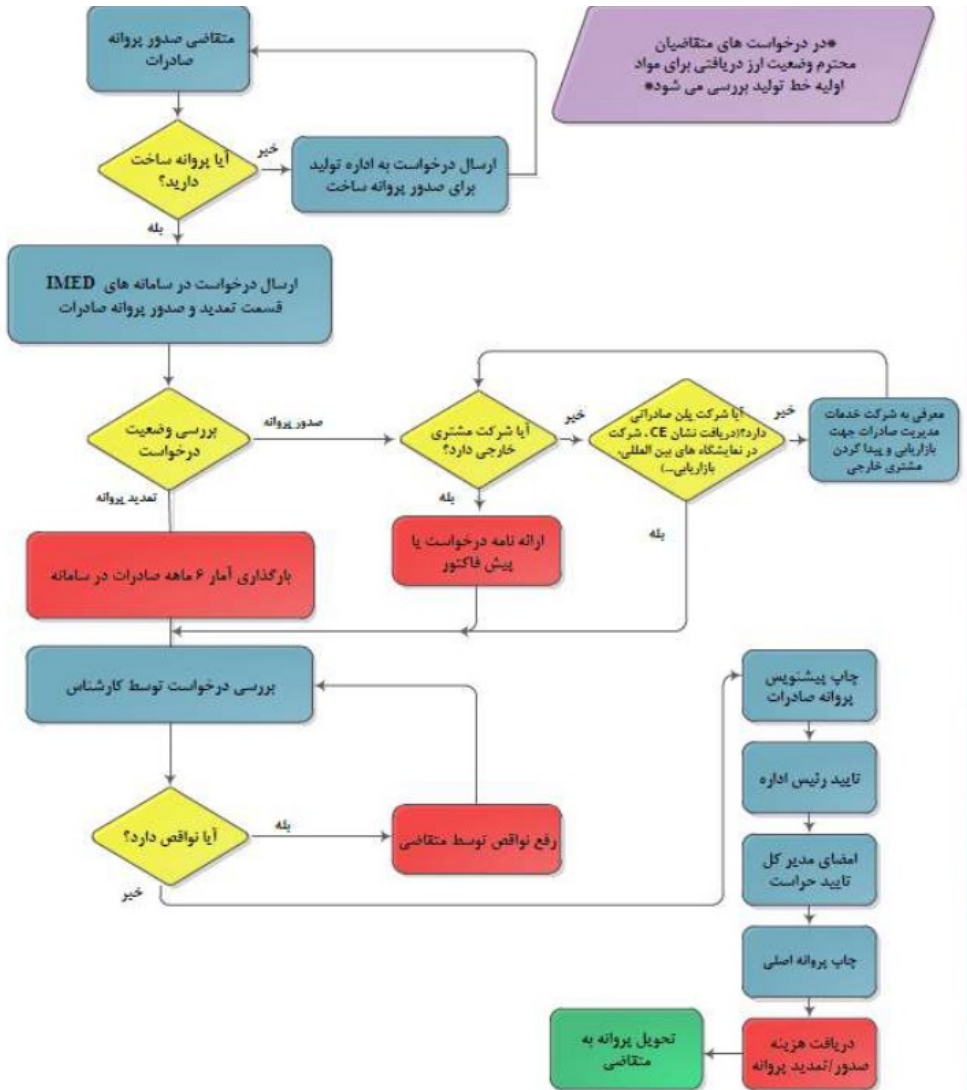 متقاضی صدور پروانه
صادرات
*در درخواست های متقاضیان
محترم وضعیت ارز دریافتی برای مواد
اولیه خط تولید بررسی می شود*
آیا پروانه ساخت
دارید؟
خیر
ارسال درخواست به اداره تولید
برای صدور پروانه ساخت
بله
ارسال درخواست در سامانه های IMED
قسمت تمدید و صدور پروانه صادرات
بررسی وضعیت
درخواست
صدور پروانه
آیا شرکت مشتری
خارجی دارد؟
خیر
آیا شرکت پلن صادراتی
دارد؟(دریافت نشان CE ، شرکت
در نمایشگاه های بین المللی،
بازاریابی...)
خیر
معرفی به شرکت خدمات
مدیریت صادرات جهت
بازاریابی و پیدا کردن
مشتری خارجی
تمدید پروانه
بله
بله
ارائه نامه درخواست یا
پیش فاکتور
بارگذاری آمار ۶ ماهه صادرات در سامانه
بررسی درخواست توسط کارشناس
آیا نواقص دارد؟
بله
رفع نواقص توسط متقاضی
خیر
چاپ پیشنویس
پروانه صادرات
تایید رئیس اداره
امضای مدیر کل
تایید حراست
چاپ پروانه اصلی
دریافت هزینه
صدور/تمدید پروانه
تحویل پروانه به
متقاضی